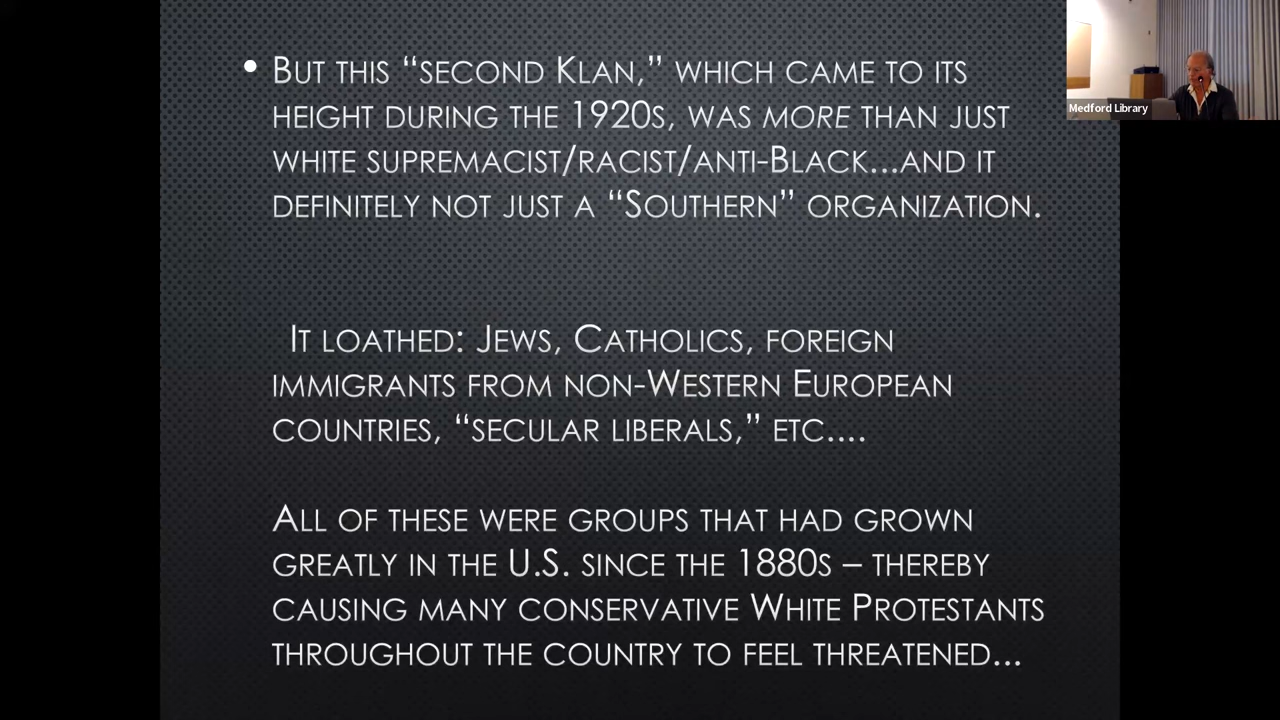 • But this “second Klan,” which came to its
height during the 1920s, was more than just
white supremacist/racist/anti-Black...and it
definitely not just a “Southern” organization.
It loathed: Jews, Catholics, foreign
immigrants from non-Western European
countries, “secular liberals,” etc....
All of these were groups that had grown
greatly in the U.S. since the 1880s – thereby
causing many conservative White Protestants
throughout the country to feel threatened...
Medford Library